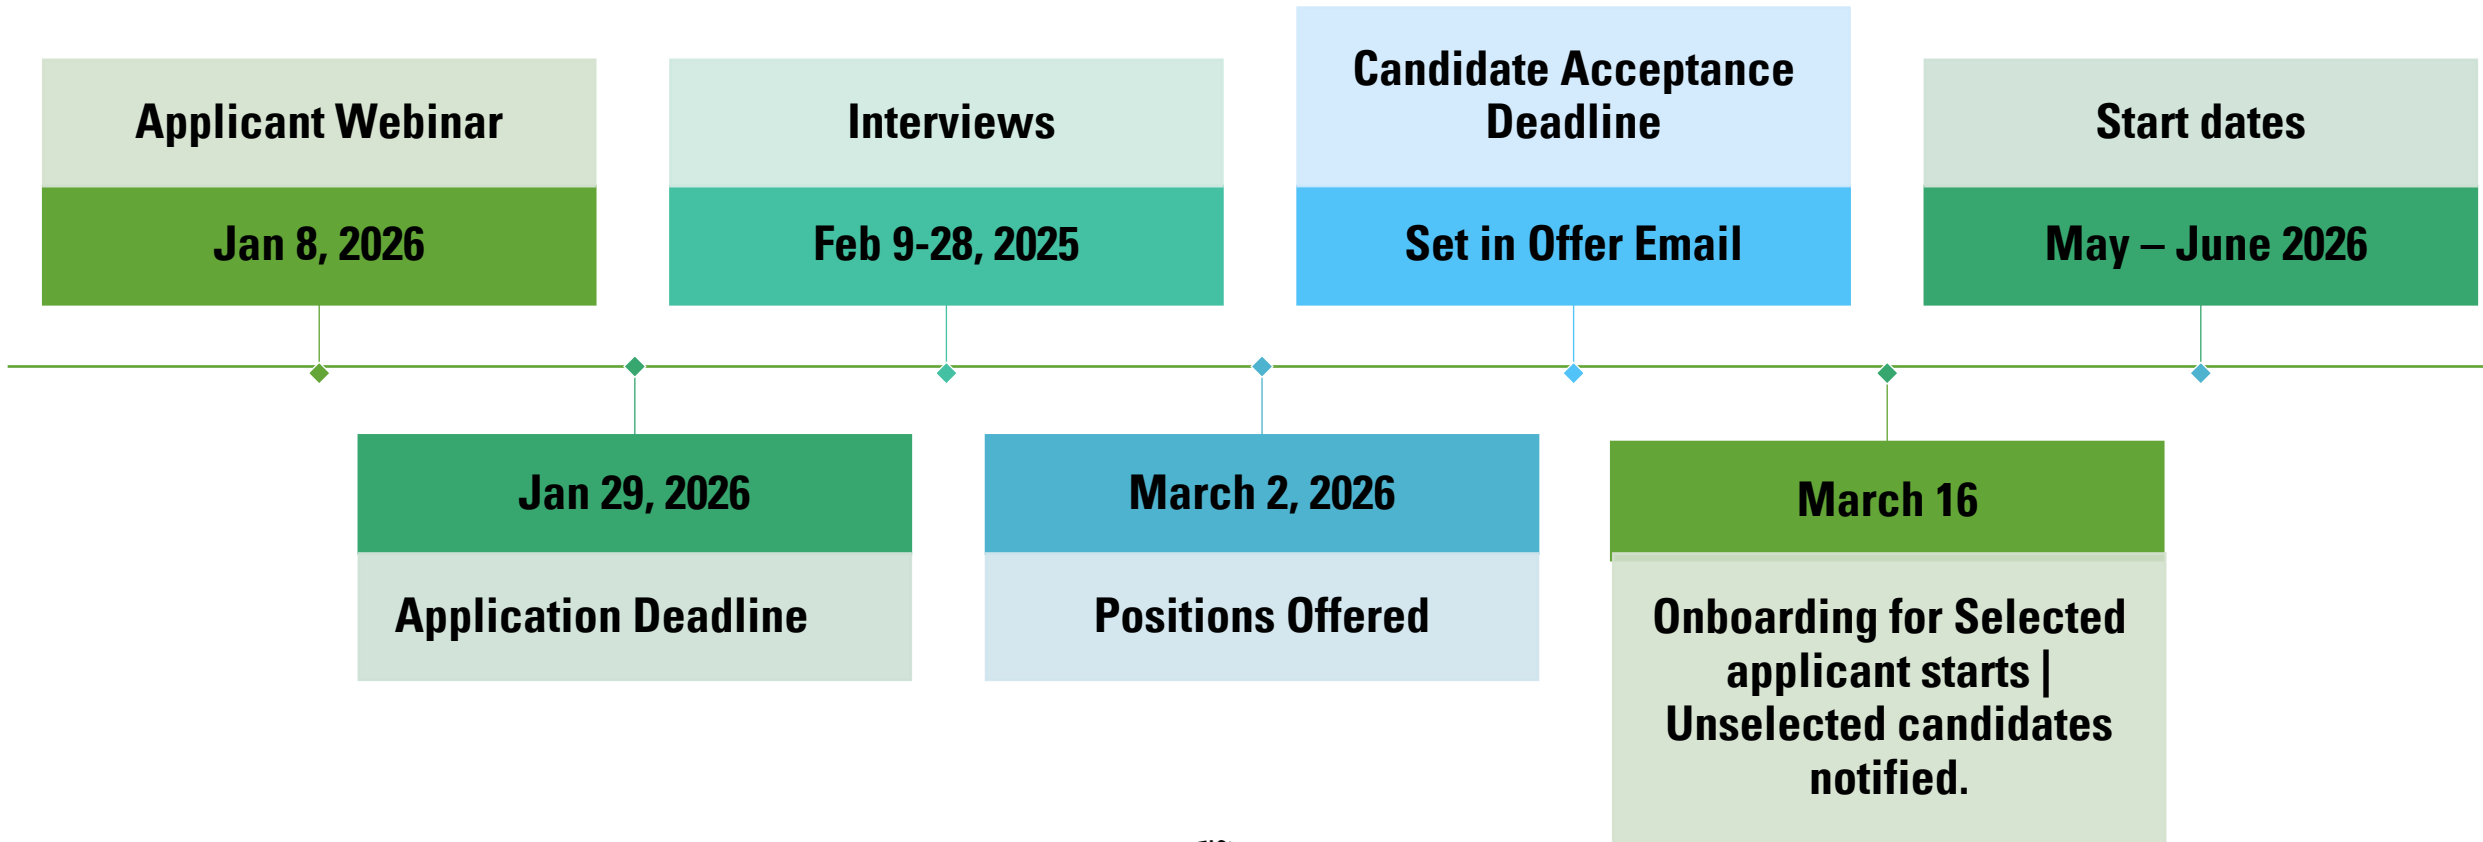 Applicant Webinar
Jan 8, 2026
Jan 29, 2026
Application Deadline
Interviews
Feb 9-28, 2025
March 2, 2026
Positions Offered
Candidate Acceptance
Deadline
Set in Offer Email
March 16
Onboarding for Selected
applicant starts |
Unselected candidates
notified.
Start dates
May – June 2026